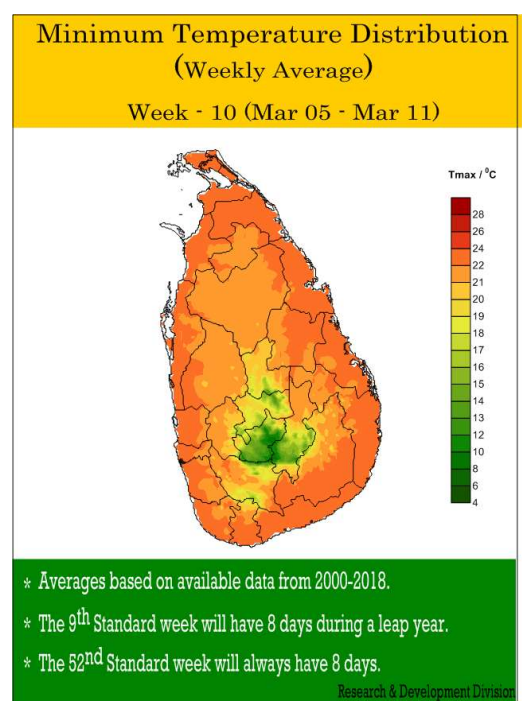 Minimum Temperature Distribution
(Weekly Average)
Week - 10 (Mar 05 - Mar 11)
Tmax / ⁰C
28
26
24
22
21
20
19
18
17
16
15
14
13
12
10
8
6
4
* Averages based on available data from 2000-2018.
* The 9th Standard week will have 8 days during a leap year.
* The 52nd Standard week will always have 8 days.
Research & Development Division